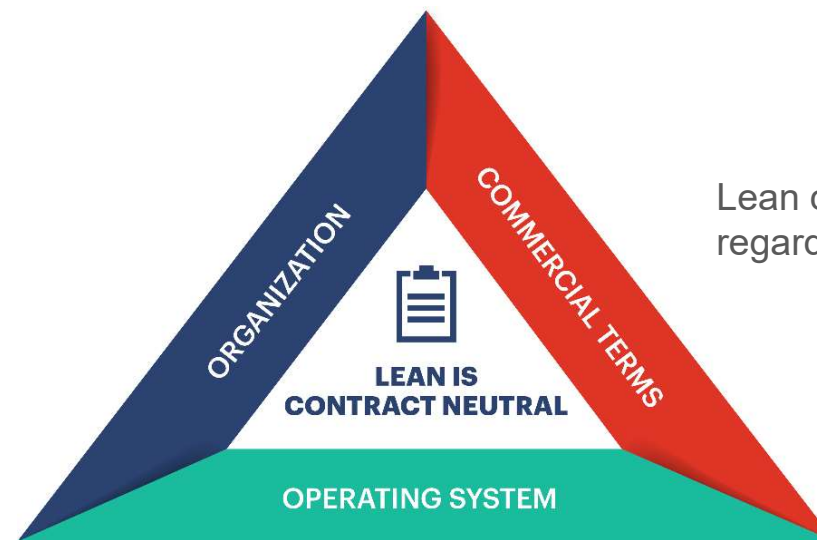 ORGANIZATION
COMMERCIAL TERMS
Lean
LEAN IS
CONTRACT NEUTRAL
OPERATING SYSTEM